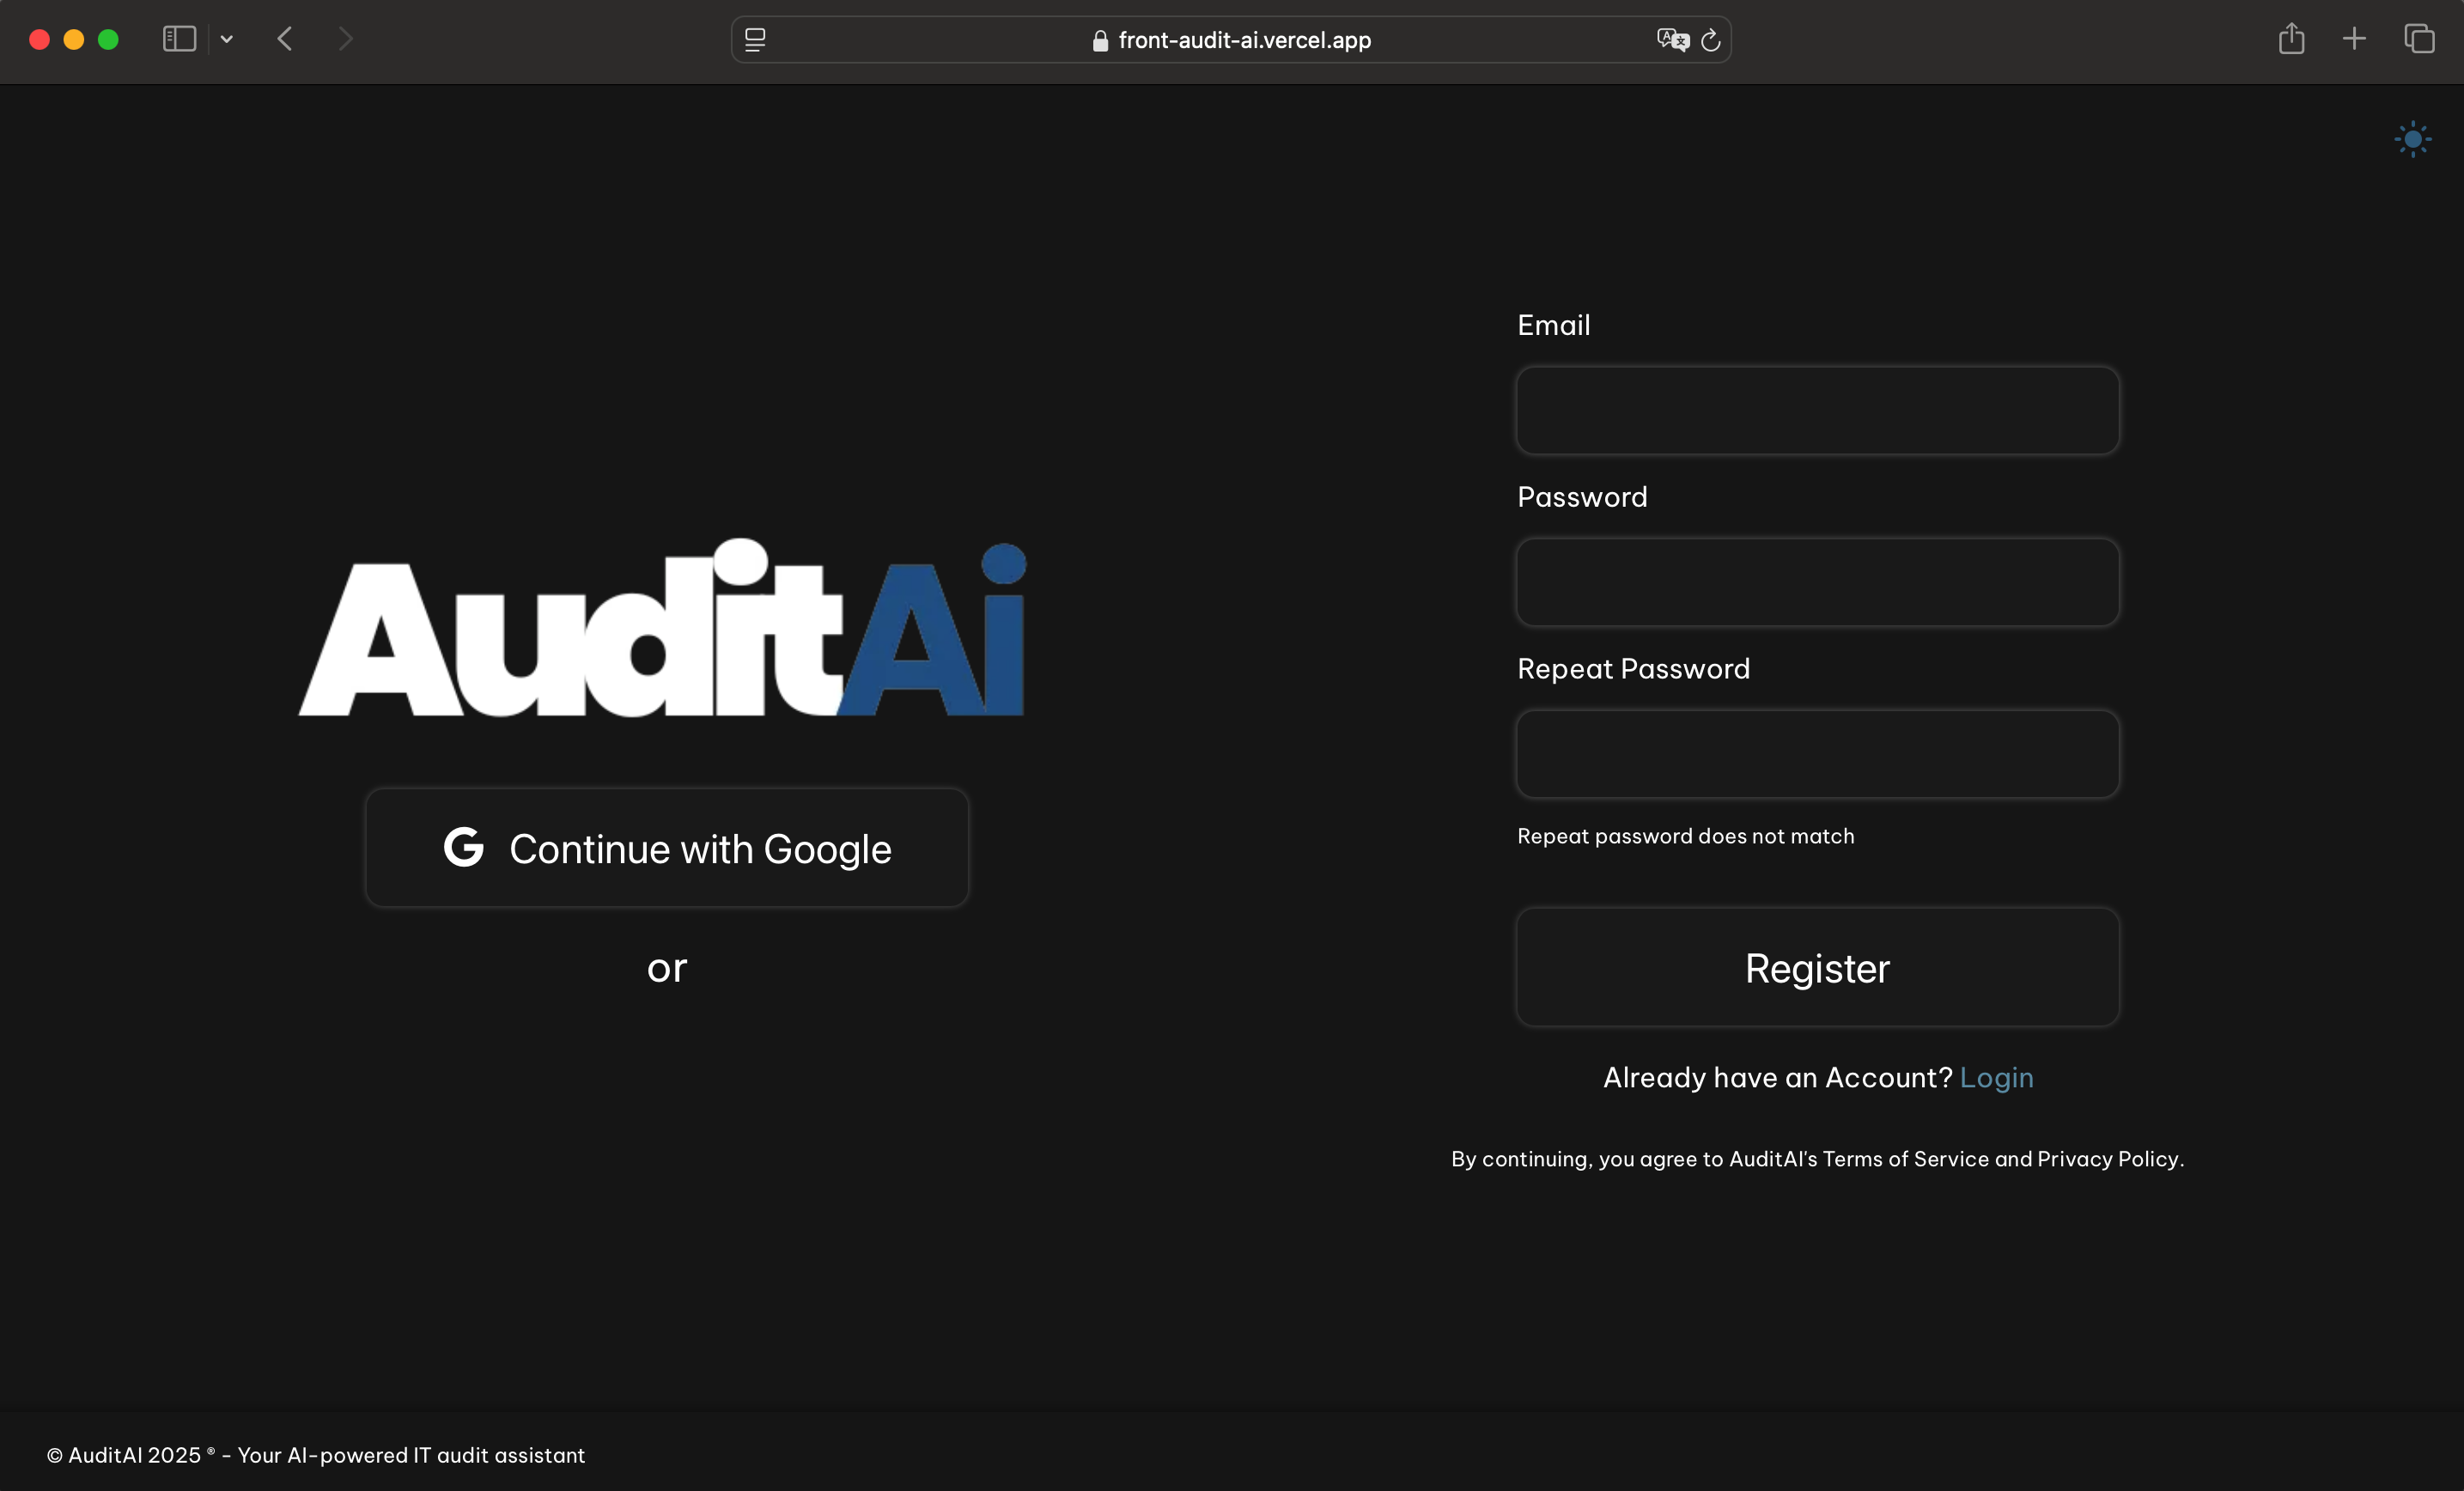 front-audit-ai.vercel.app
AuditAi
Continue with Google
or
Email
Password
Repeat Password
Repeat password does not match
Register
Already have an Account? Login
By continuing, you agree to AuditAI's Terms of Service and Privacy Policy.
© AuditAI 2025 ® - Your AI-powered IT audit assistant